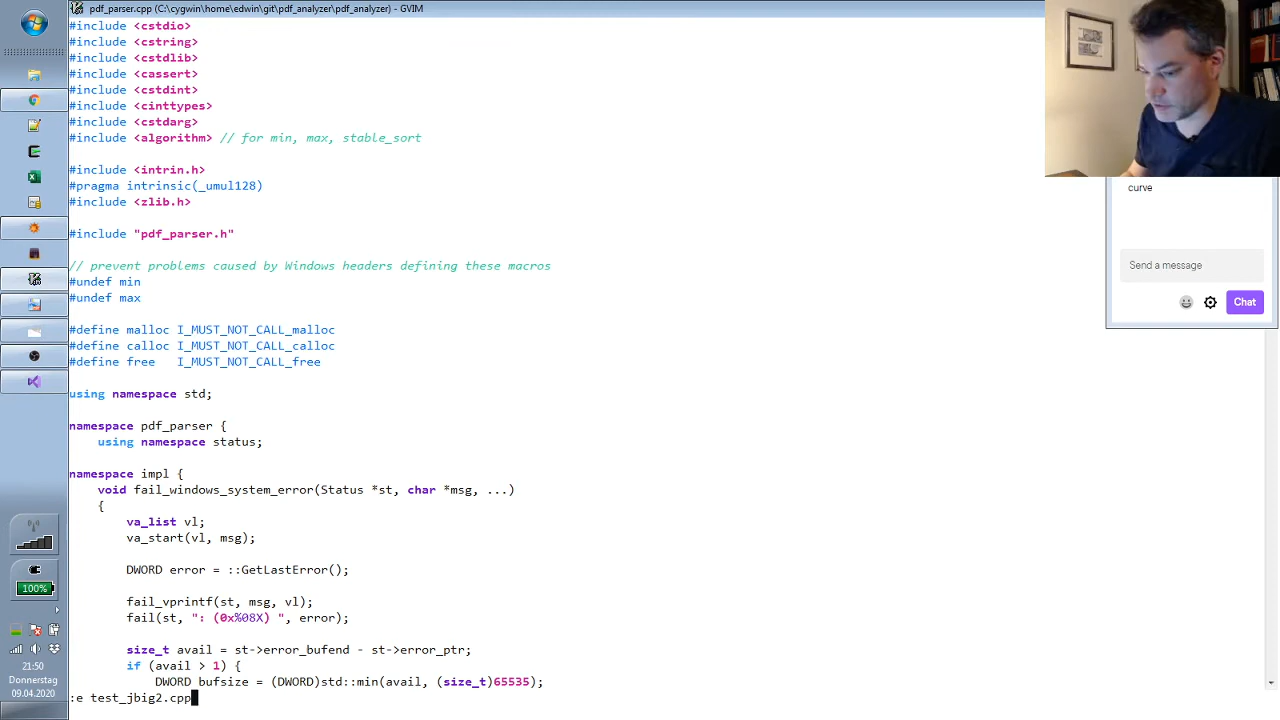 pdf_parser.cpp (C:\cygwin\home\edwin\git\pdf_analyzer\pdf_analyzer) - GVIM
#include <cstdio>
#include <cstring>
#include <cstdlib>
#include <cassert>
#include <cstdint>
#include <cinttypes>
#include <cstdarg>
#include <algorithm> // for min, max, stable_sort
#include <intrin.h>
#pragma intrinsic(_umul128)
#include <zlib.h>
#include "pdf_parser.h"
// prevent problems caused by Windows headers defining these macros
#undef min
#undef max
#define malloc I_MUST_NOT_CALL_malloc
#define calloc I_MUST_NOT_CALL_calloc
#define free   I_MUST_NOT_CALL_free
using namespace std;
namespace pdf_parser {
    using namespace status;
namespace impl {
    void fail_windows_system_error(Status *st, char *msg, ...)
    {
        va_list vl;
        va_start(vl, msg);
        DWORD error = ::GetLastError();
        fail_vprintf(st, msg, vl);
        fail(st, ": (0x%08X) ", error);
        size_t avail = st->error_bufend - st->error_ptr;
        if (avail > 1) {
            DWORD bufsize = (DWORD)std::min(avail, (size_t)65535);
:e test_jbig2.cpp
curve
Send a message
Chat
100%
21:50
Donnerstag
09.04.2020